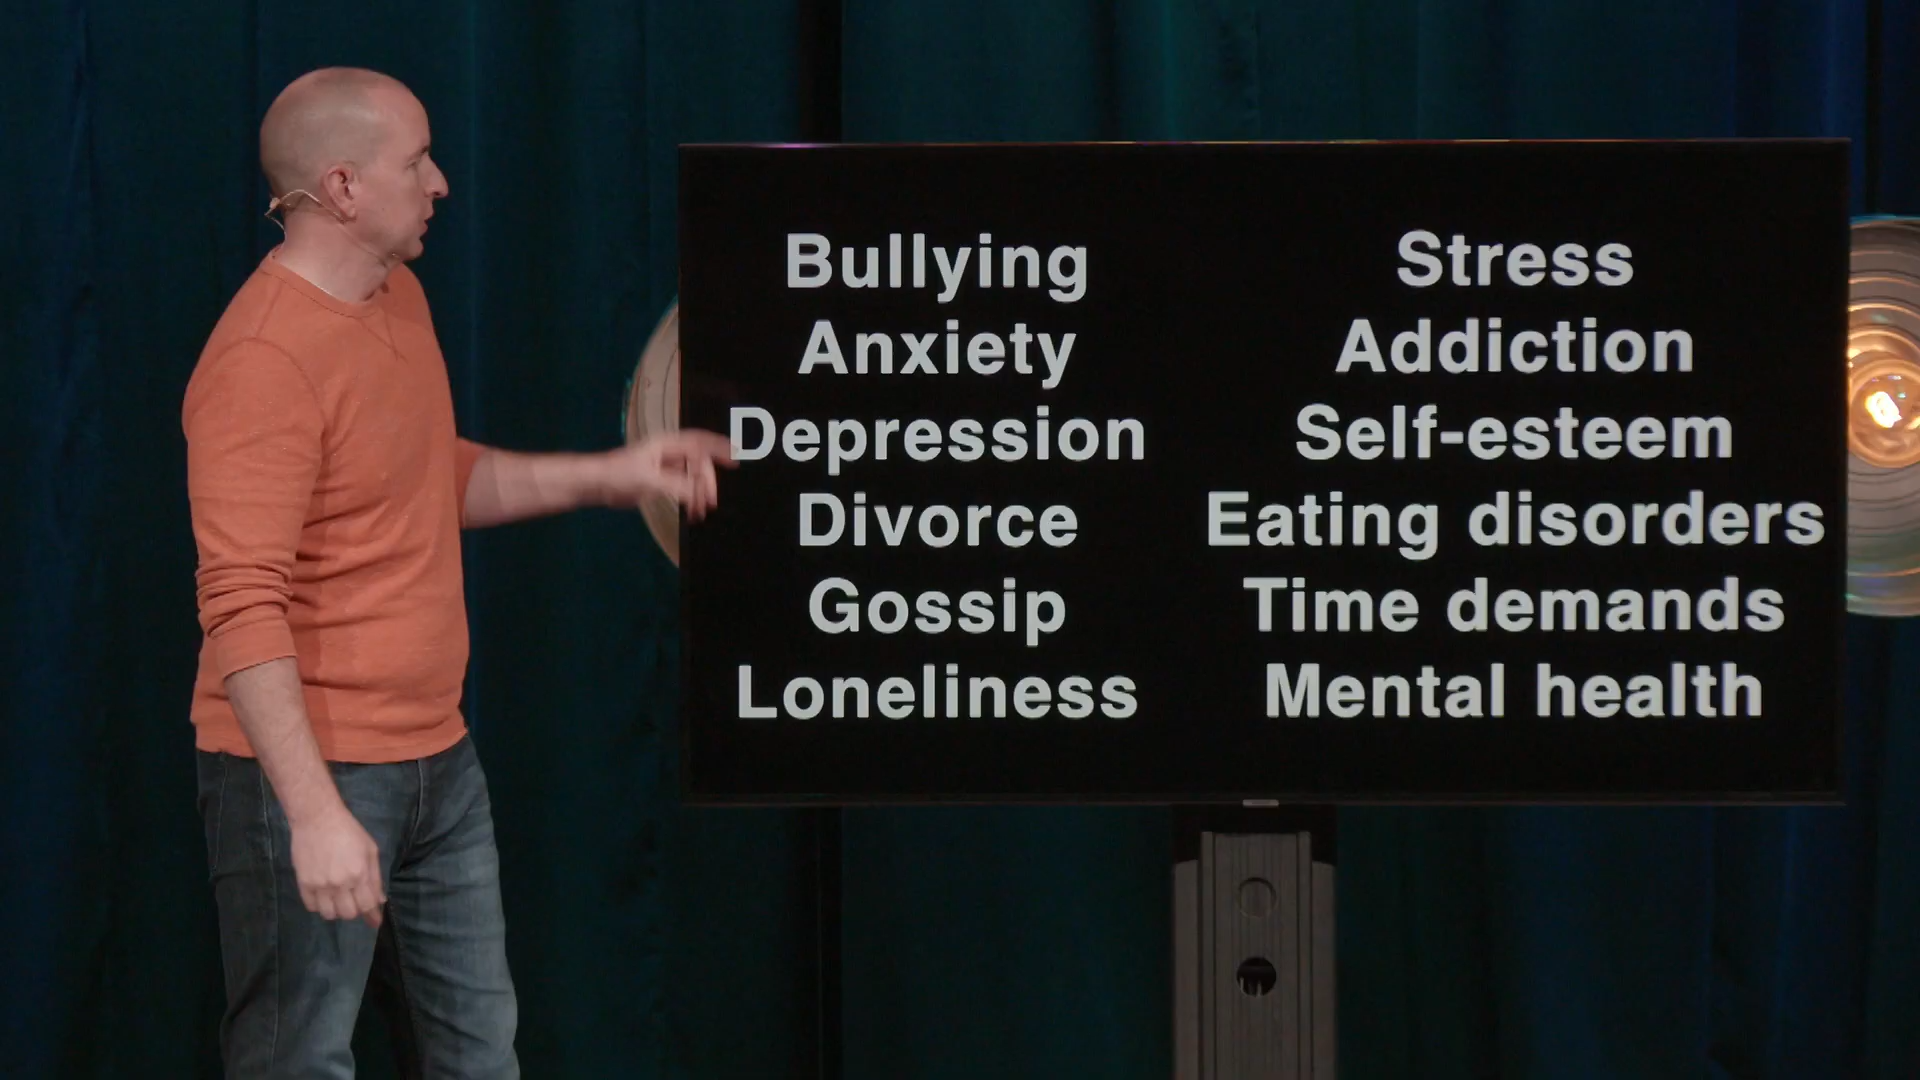 Bullying
Anxiety
Depression
Divorce
Gossip
Loneliness
Stress
Addiction
Self-esteem
Eating disorders
Time demands
Mental health